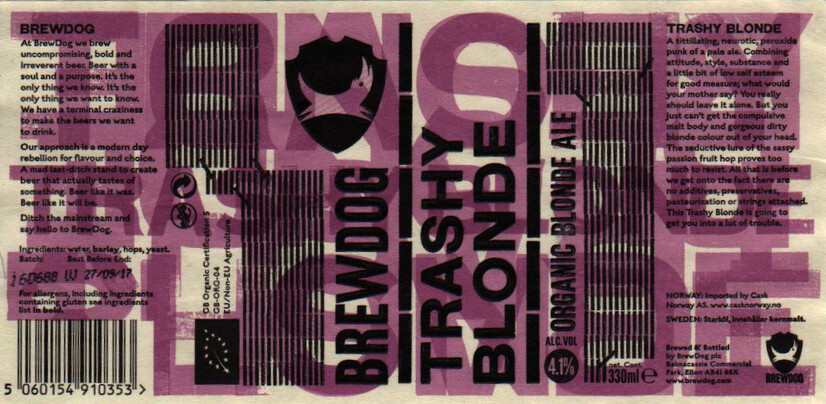 BREWDOG
At BrewDog we brew
uncompromising, bold and
irreverent beer. Beer with a
soul and a purpose. It's the
only thing we know. It's the
only thing we want to know.
We have a terminal craziness
to make the beers we want
to drink.
Our approach is a modern day
rebellion for flavour and choice.
A mad last-ditch stand to create
beer that actually tastes of
something. Beer like it was.
Beer like it will be.
Ditch the mainstream and
say hello to BrewDog.
Ingredients: water, barley, hops, yeast.
Batch: Best Before End:
27/09/17
For allergens, including ingredients
containing gluten see ingredients
list in bold.
5 060154 910353 >
GB Organic Certification 5
GB-ORG-04
EU/Non-EU Agriculture
BREWDOG
TRASHY
BLONDE
ORGANIC BLONDE ALE
ALC.VOL
4.1%
net. Cont.
330ml e
TRASHY BLONDE
A titillating, neurotic, peroxide
punk of a pale ale. Combining
attitude, style, substance and
a little bit of low self esteem
for good measure; what would
your mother say? You really
should leave it alone. But you
just can't get the compulsive
malt body and gorgeous dirty
blonde colour out of your head.
The seductive lure of the sassy
passion fruit hop proves too
much to resist. All that is before
we get onto the fact there are
no additives, preservatives,
pasteurisation or strings attached.
This Trashy Blonde is going to
get you into a lot of trouble.
NORWAY: Imported by Cask
Norway AS. www.casknorway.no
SWEDEN: Starköl, innehåller kornmalt.
Brewed & Bottled
by BrewDog plc
Balmacassie Commercial
Park, Ellon AB41 8BX
www.brewdog.com
BREWDOG